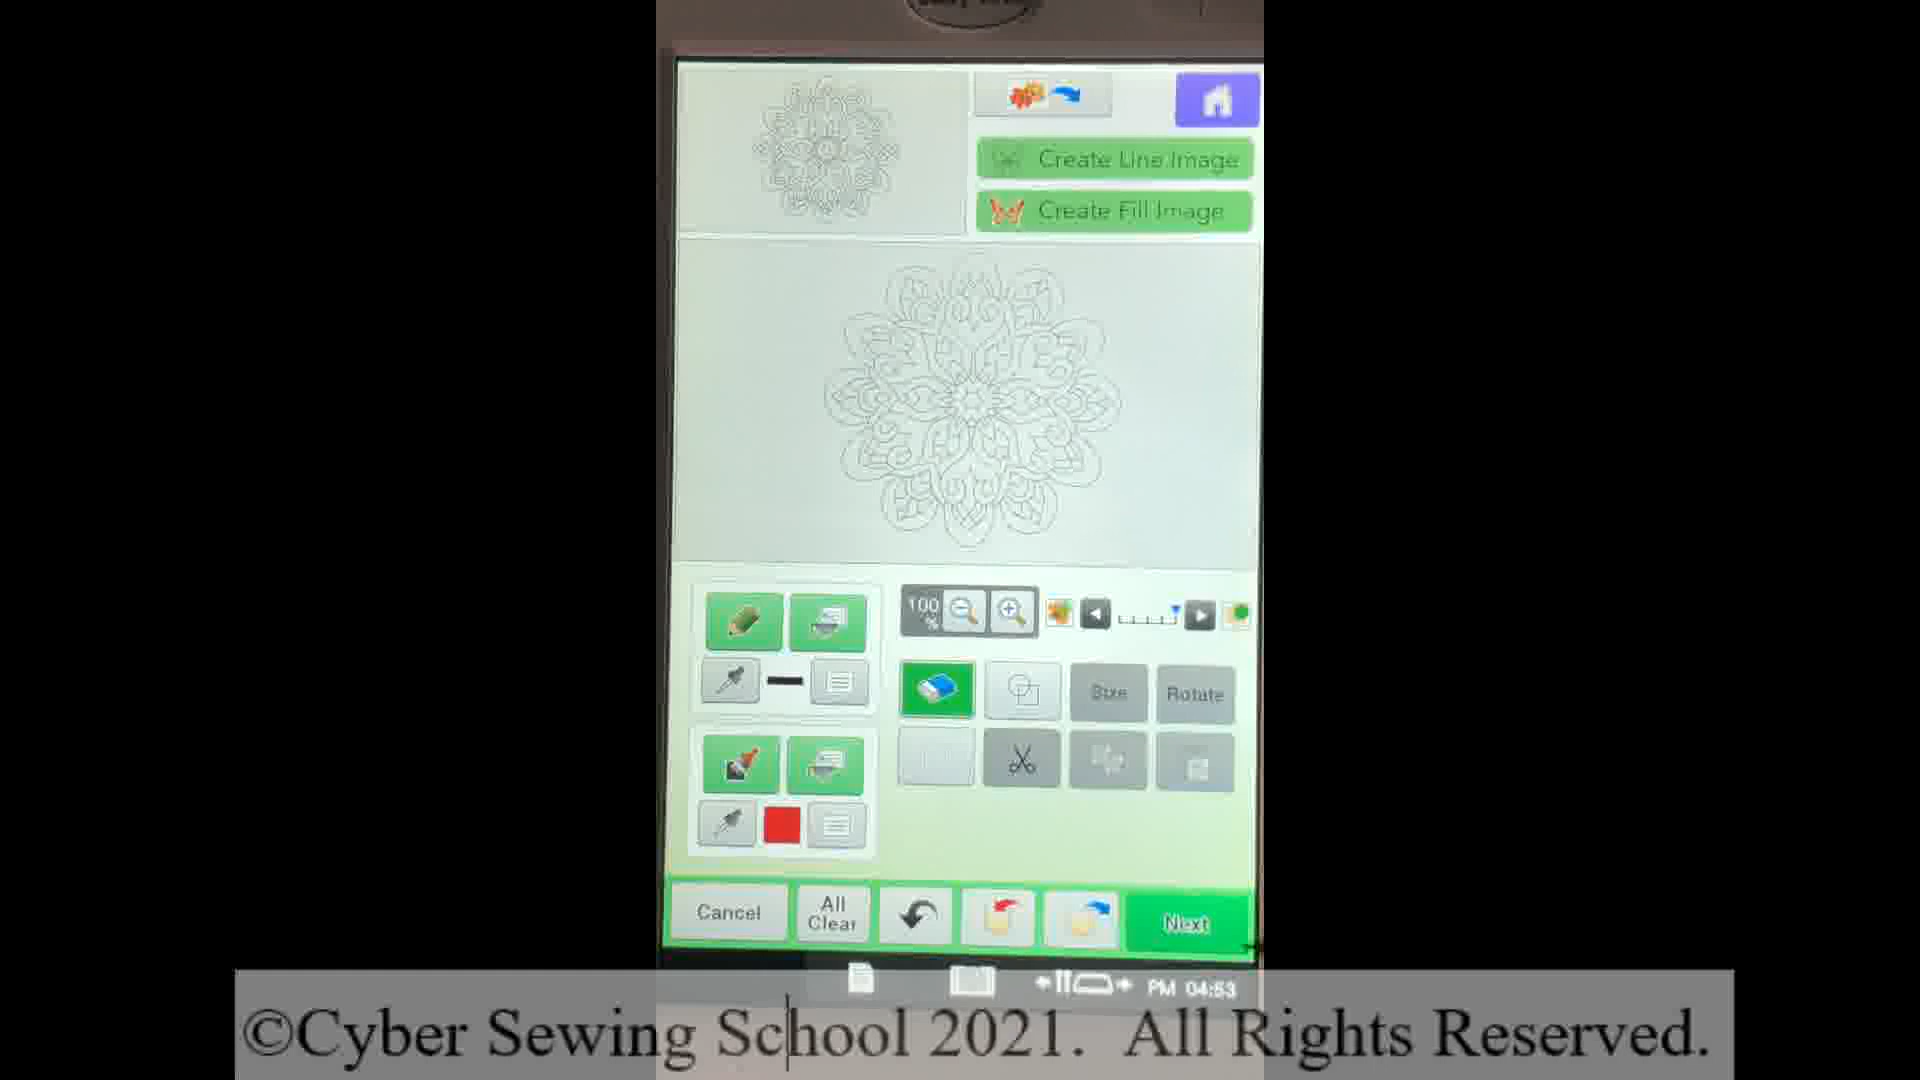 Create Line Image
Create Fill Image
100
%
Size
Rotate
Cancel
All
Clear
Next
PM 04:53
©Cyber Sewing School 2021. All Rights Reserved.